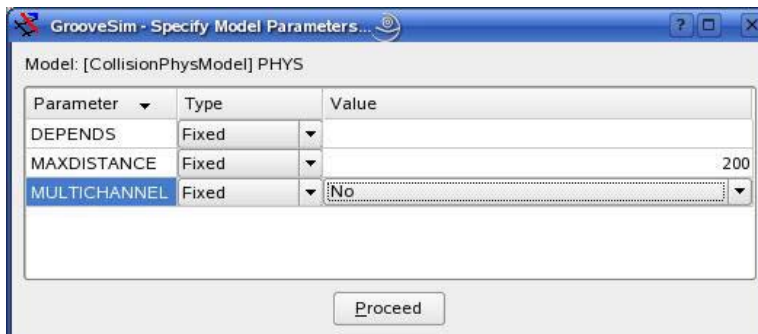 GrooveSim - Specify Model Parameters...
Model: [CollisionPhysModel] PHYS
Parameter Type Value
DEPENDS Fixed
MAXDISTANCE Fixed 200
MULTICHANNEL Fixed No
Proceed